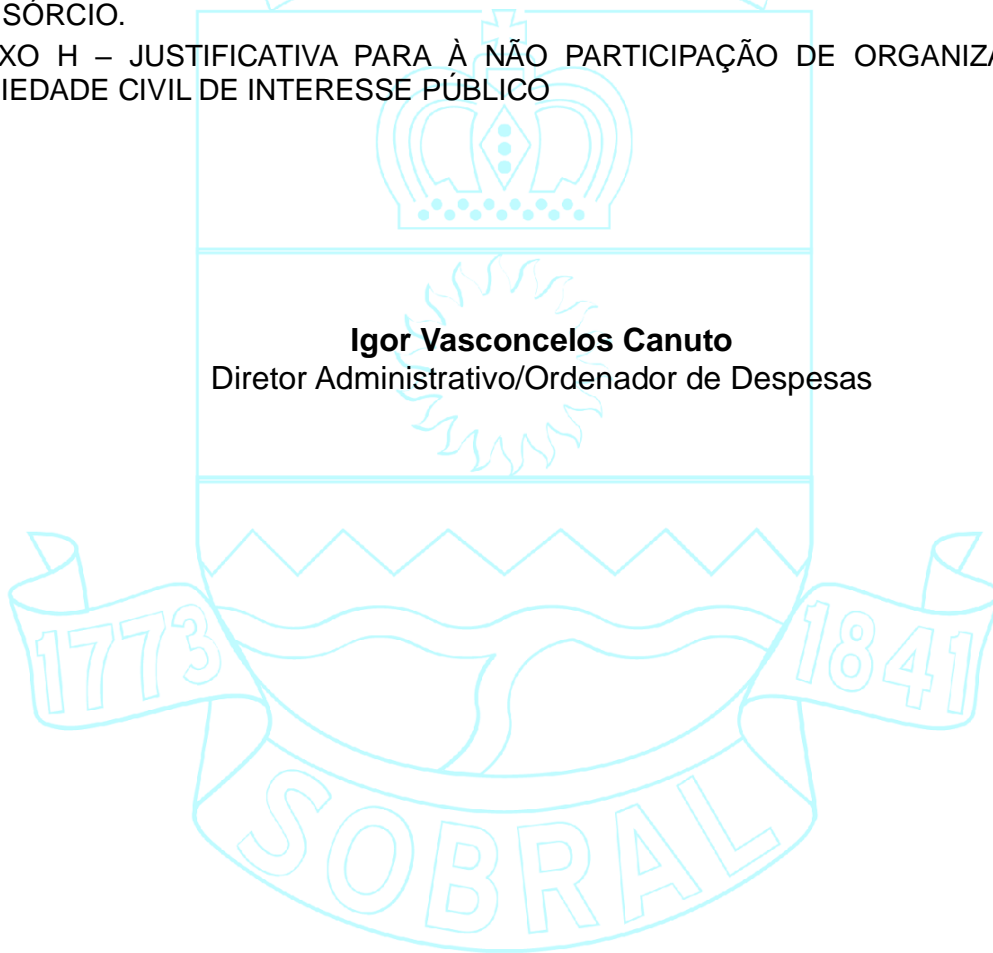 SÓRCIO.
XO H – JUSTIFICATIVA PARA À NÃO PARTICIPAÇÃO DE ORGANIZA
IEDADE CIVIL DE INTERESSE PÚBLICO
Igor Vasconcelos Canuto
Diretor Administrativo/Ordenador de Despesas
1773
1841
SOBRAL